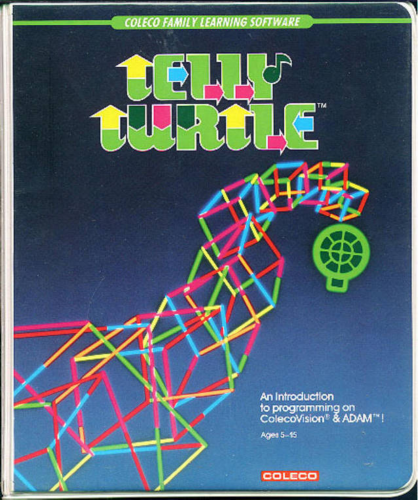 COLECO FAMILY LEARNING SOFTWARE
TELLY
TURTLE™
An Introduction
to programming on
ColecoVision® & ADAM™!
Ages 5-15
COLECO